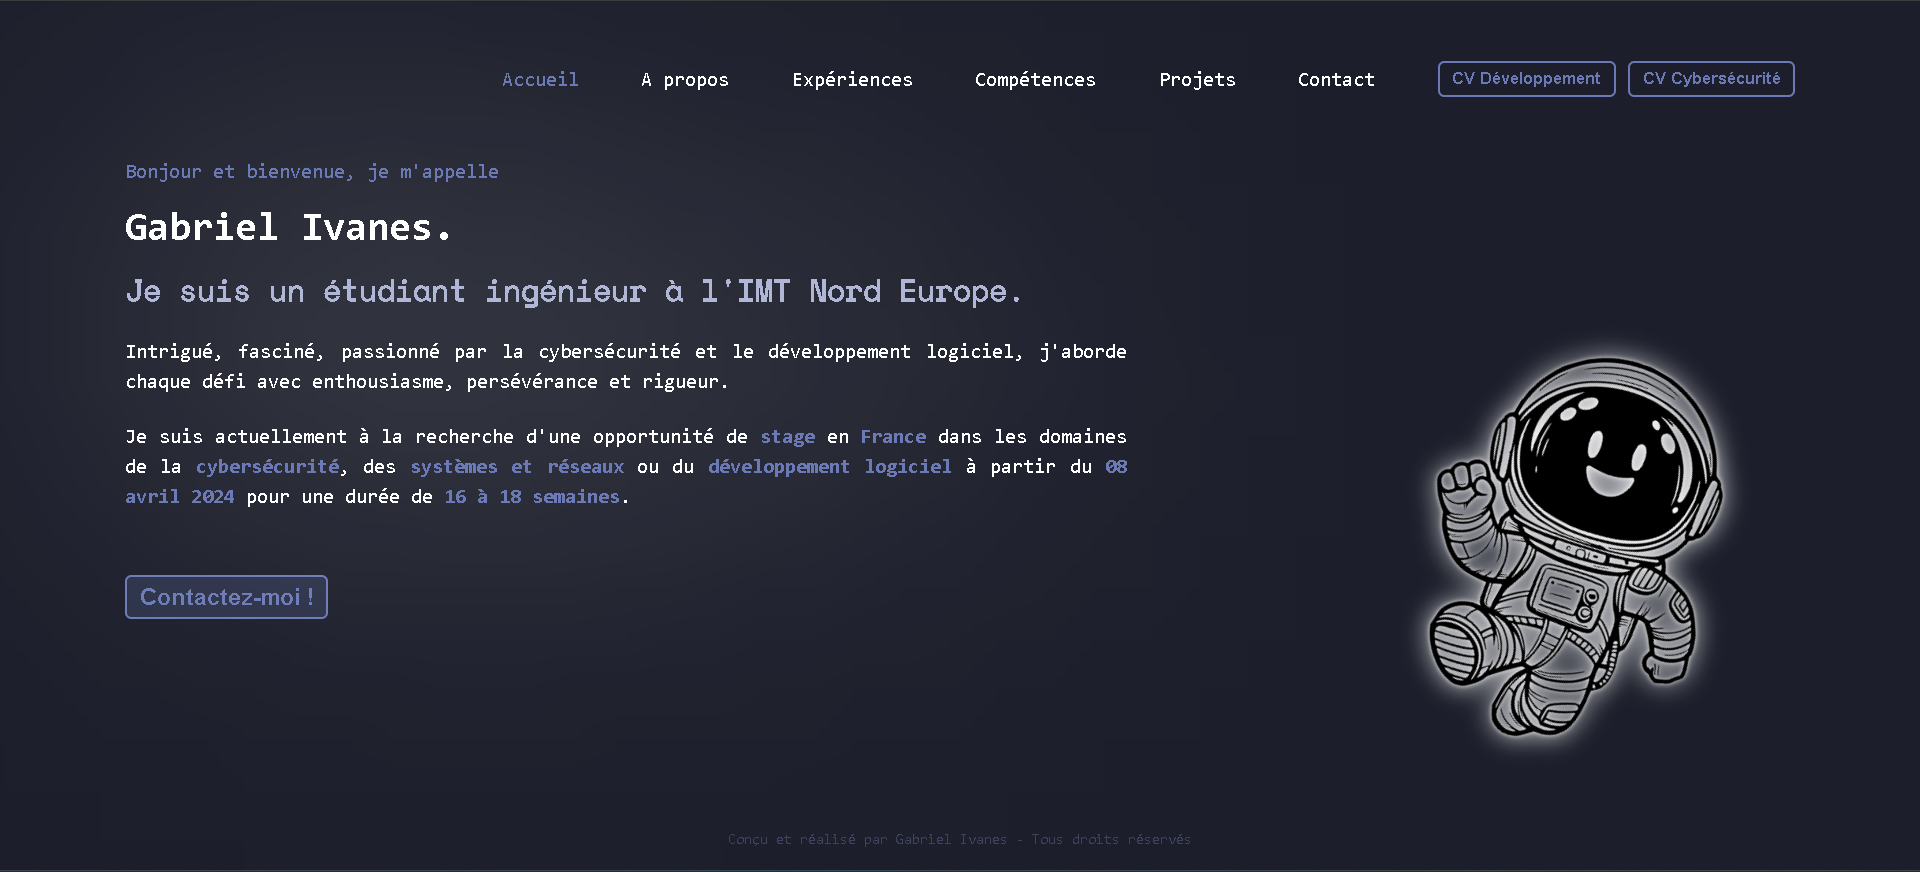 Accueil A propos Expériences Compétences Projets Contact CV Développement CV Cybersécurité
Bonjour et bienvenue, je m'appelle
Gabriel Ivanes.
Je suis un étudiant ingénieur à l'IMT Nord Europe.
Intrigué, fasciné, passionné par la cybersécurité et le développement logiciel, j'aborde
chaque défi avec enthousiasme, persévérance et rigueur.
Je suis actuellement à la recherche d'une opportunité de stage en France dans les domaines
de la cybersécurité, des systèmes et réseaux ou du développement logiciel à partir du 08
avril 2024 pour une durée de 16 à 18 semaines.
Contactez-moi !
Conçu et réalisé par Gabriel Ivanes - Tous droits réservés